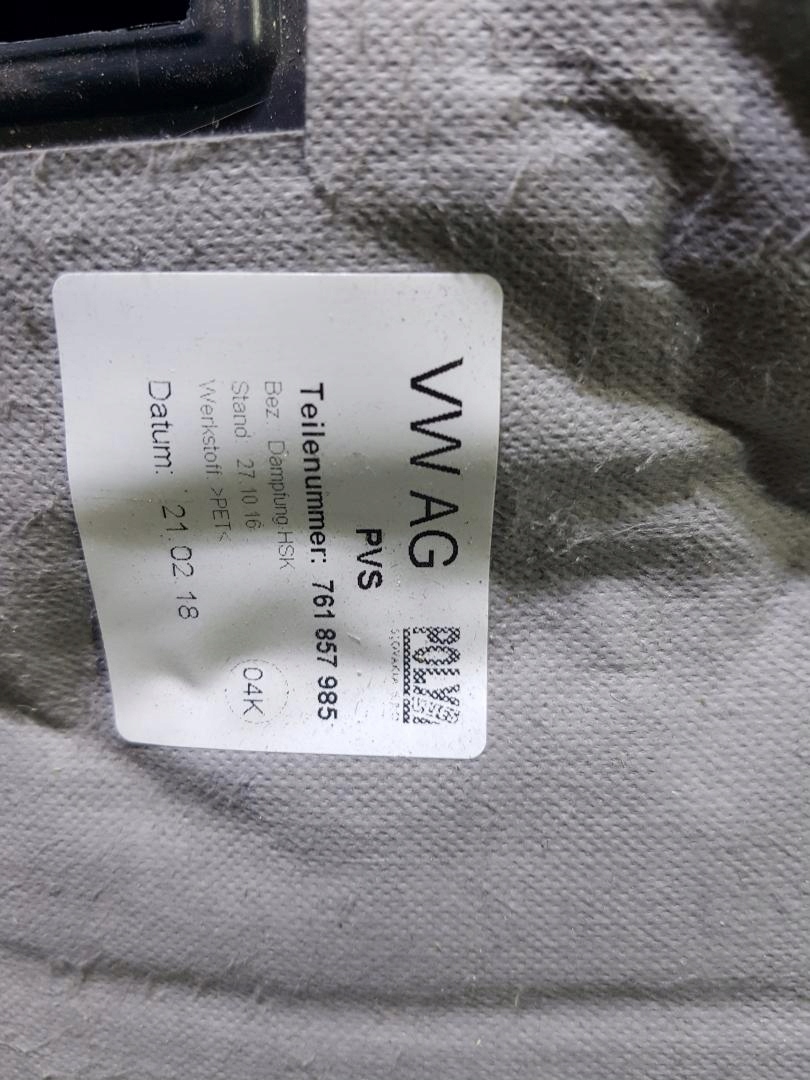 VW AG
SLOVAKIA S.R.O
PVS
Teilenummer: 761 857 985
Bez. Dämpfung HSK
Stand: 27.10.16
Werkstoff: >PET<
04K
Datum: 21.02.18